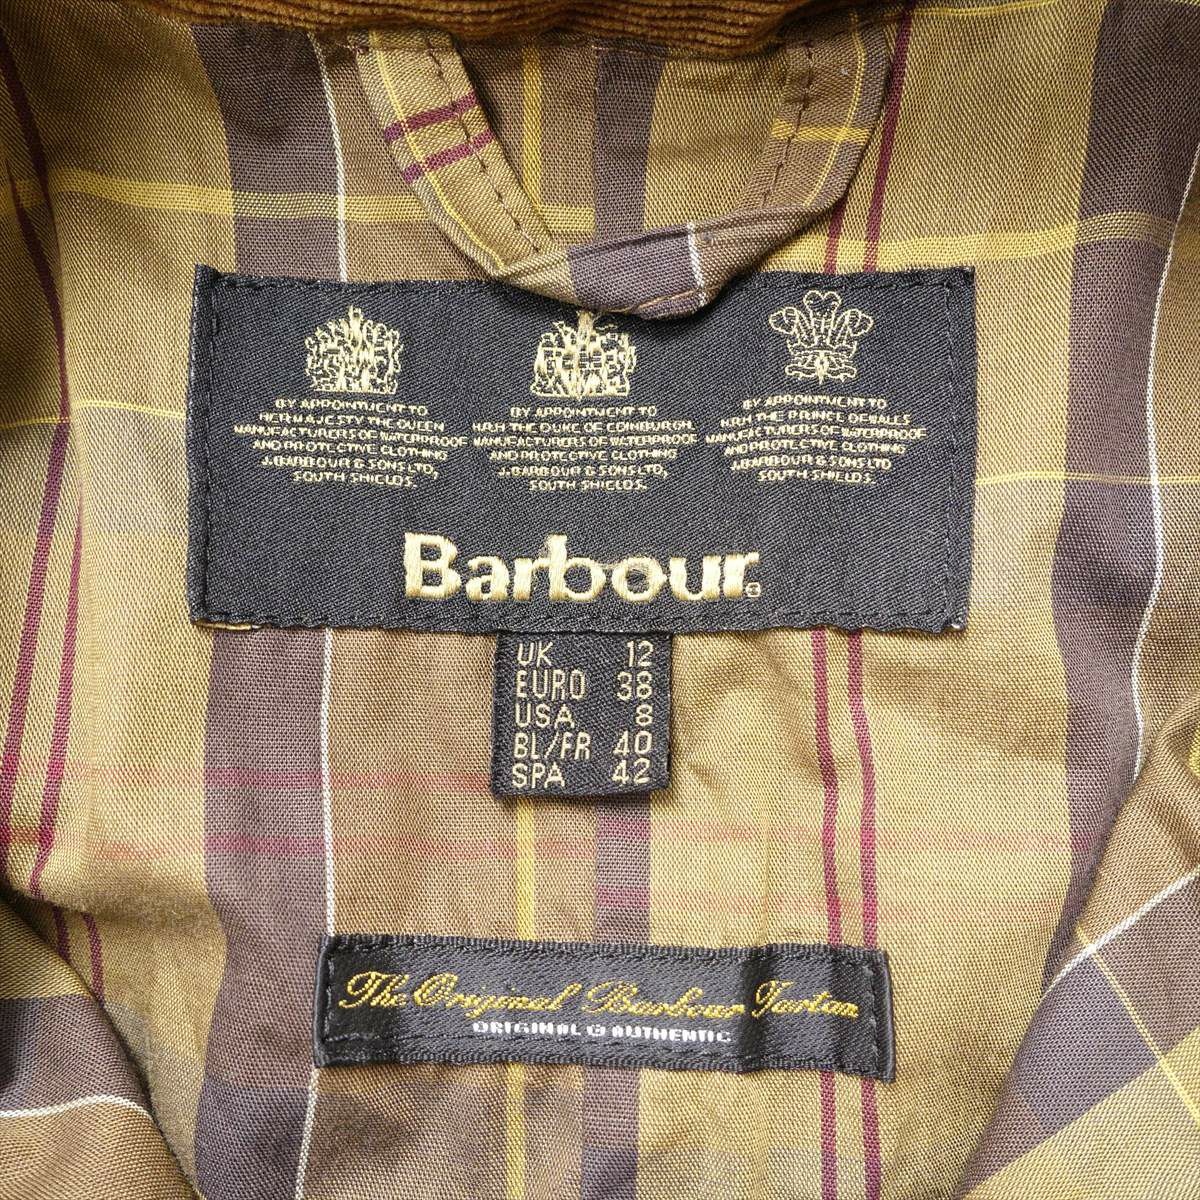 BY APPOINTMENT TO
HER MAJESTY THE QUEEN
MANUFACTURERS OF WATERPROOF
AND PROTECTIVE CLOTHING
J.BARBOUR & SONS LTD,
SOUTH SHIELDS.
BY APPOINTMENT TO
H.R.H THE DUKE OF EDINBURGH,
MANUFACTURERS OF WATERPROOF
AND PROTECTIVE CLOTHING
J.BARBOUR & SONS LTD,
SOUTH SHIELDS.
BY APPOINTMENT TO
H.R.H THE PRINCE OF WALES
MANUFACTURERS OF WATERPROOF
AND PROTECTIVE CLOTHING
J.BARBOUR & SONS LTD
SOUTH SHIELDS.
Barbour®
UK 12
EURO 38
USA 8
BL/FR 40
SPA 42
The Original Barbour Tartan
ORIGINAL & AUTHENTIC